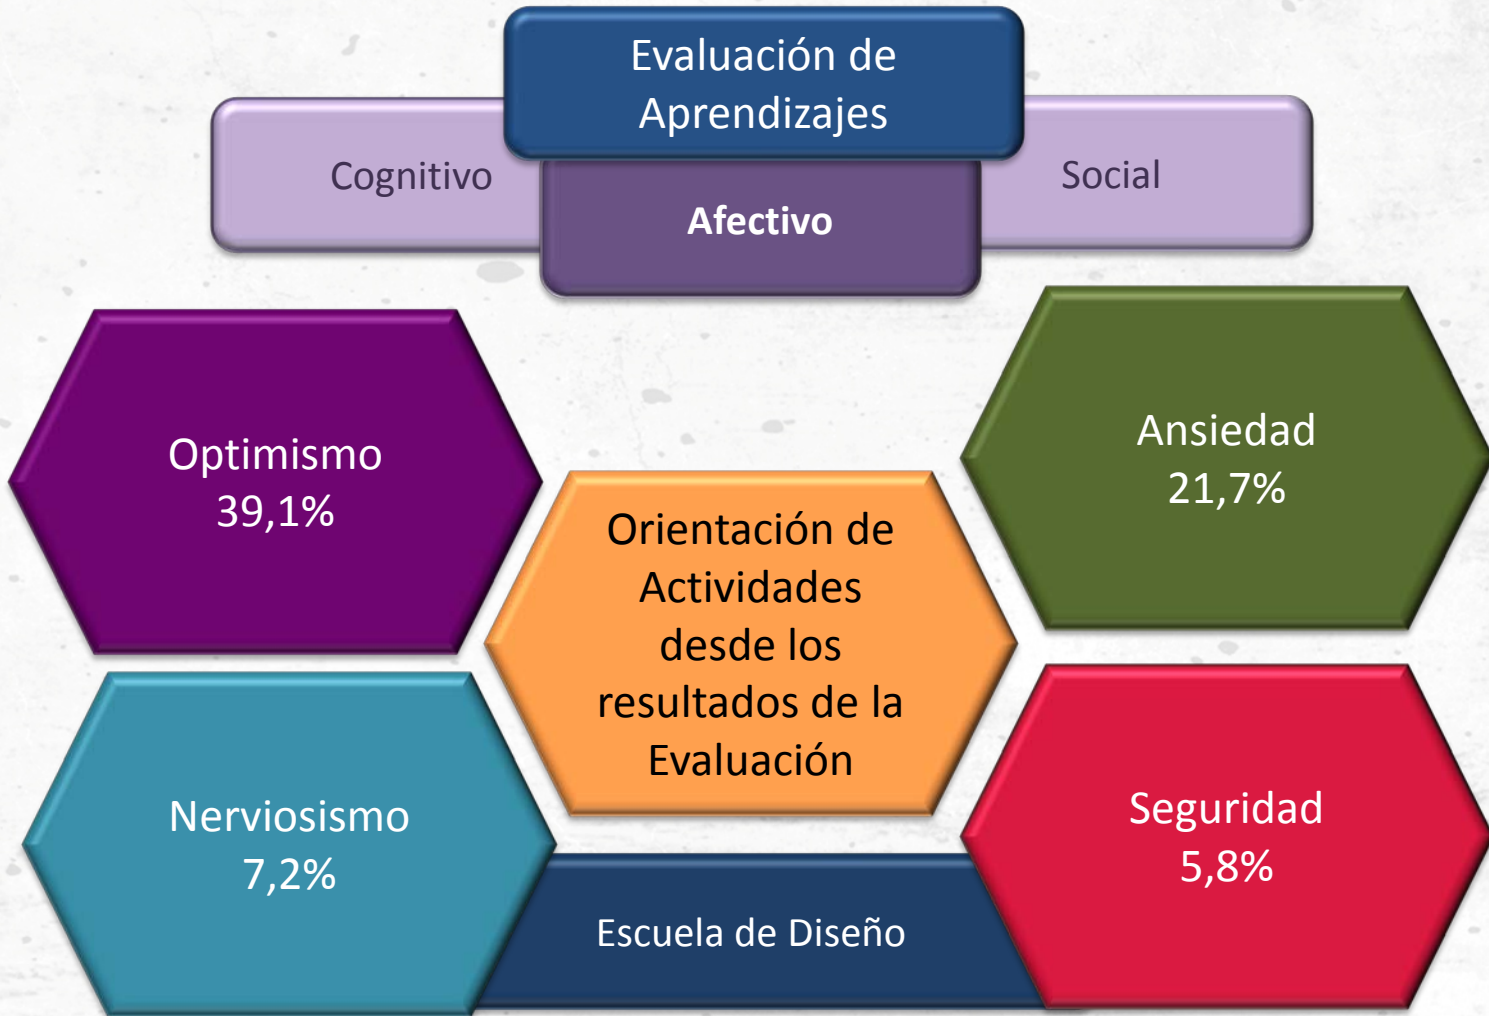 Evaluación de
Aprendizajes
Cognitivo
Afectivo
Social
Optimismo
39,1%
Ansiedad
21,7%
Orientación de
Actividades
desde los
resultados de la
Evaluación
Nerviosismo
7,2%
Seguridad
5,8%
Escuela de Diseño